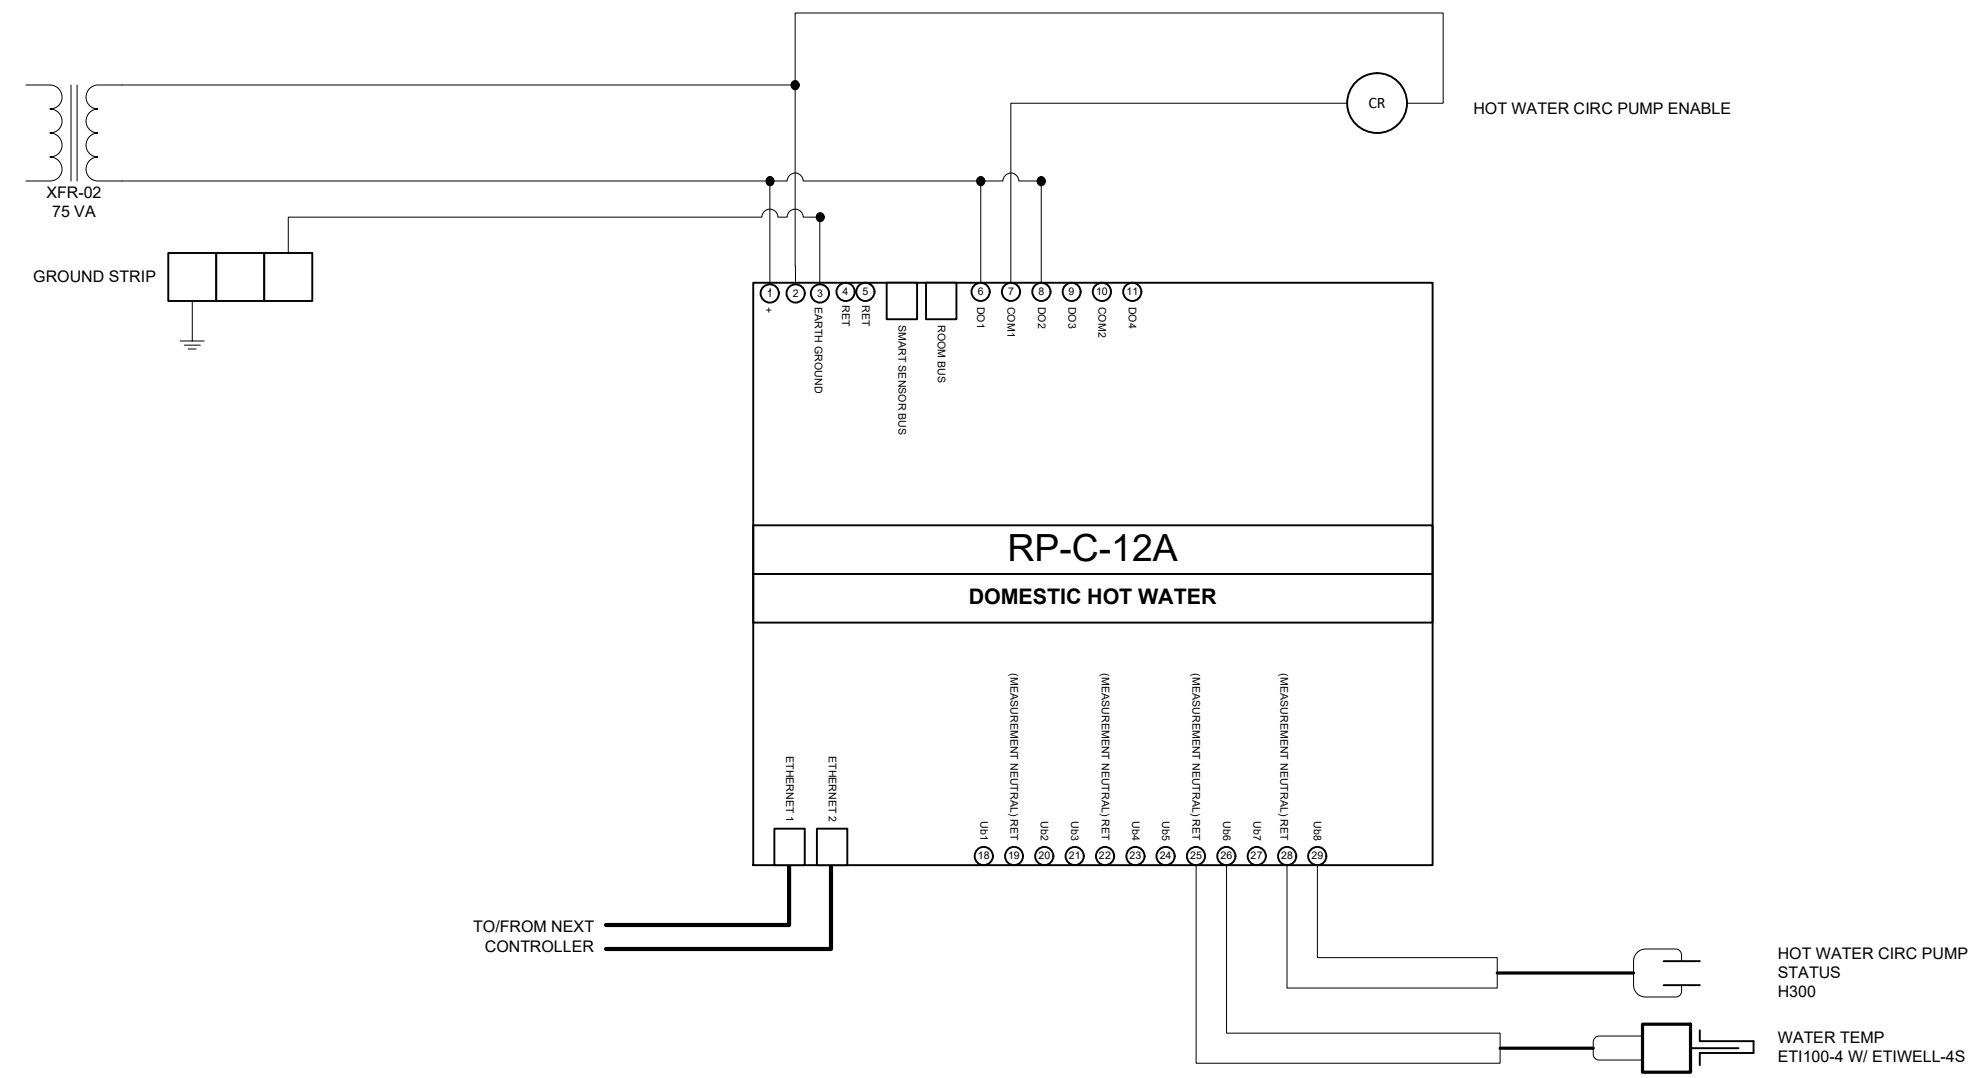 CR
HOT WATER CIRC PUMP ENABLE
XFR-02
75 VA
GROUND STRIP
1
2
3
4
5
6
7
8
9
10
11
+
EARTH GROUND
RET
RET
SMART SENSOR BUS
ROOM BUS
DO1
COM1
DO2
DO3
COM2
DO4
RP-C-12A
DOMESTIC HOT WATER
ETHERNET 1
ETHERNET 2
Ub1
(MEASUREMENT NEUTRAL) RET
Ub2
Ub3
(MEASUREMENT NEUTRAL) RET
Ub4
Ub5
(MEASUREMENT NEUTRAL) RET
Ub6
Ub7
(MEASUREMENT NEUTRAL) RET
Ub8
18
19
20
21
22
23
24
25
26
27
28
29
TO/FROM NEXT
CONTROLLER
HOT WATER CIRC PUMP
STATUS
H300
WATER TEMP
ETI100-4 W/ ETIWELL-4S